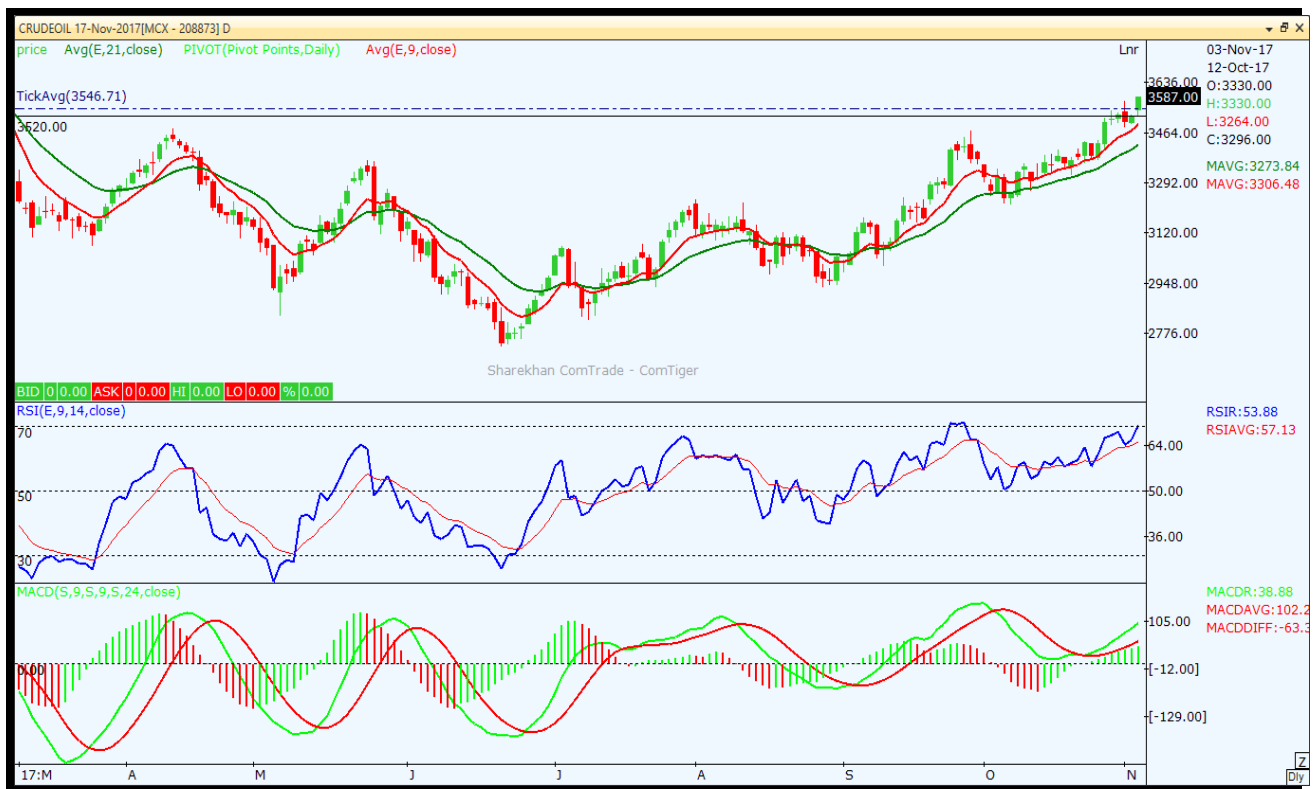 CRUDEOIL 17-Nov-2017[MCX - 208873] D
price Avg(E,21,close) PIVOT(Pivot Points,Daily) Avg(E,9,close) Lnr
03-Nov-17
12-Oct-17
O:3330.00
H:3330.00
L:3264.00
C:3296.00
MAVG:3273.84
MAVG:3306.48
TickAvg(3546.71)
3520.00
3636.00
3587.00
3464.00
3292.00
3120.00
2948.00
2776.00
Sharekhan ComTrade - ComTiger
BID 0 0.00 ASK 0 0.00 HI 0.00 LO 0.00 % 0.00
RSI(E,9,14,close)
70
50
30
64.00
50.00
36.00
RSIR:53.88
RSIAVG:57.13
MACD(S,9,S,9,S,24,close)
0.00
105.00
[-12.00]
[-129.00]
MACDR:38.88
MACDAVG:102.2
MACDDIFF:-63.3
17:M A M J J A S O N
Z
Dly